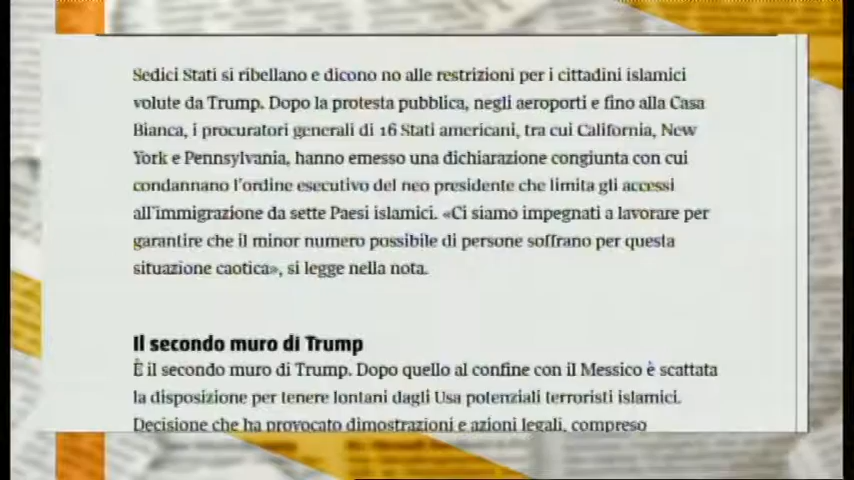 Sedici Stati si ribellano e dicono no alle restrizioni per i cittadini islamici
volute da Trump. Dopo la protesta pubblica, negli aeroporti e fino alla Casa
Bianca, i procuratori generali di 16 Stati americani, tra cui California, New
York e Pennsylvania, hanno emesso una dichiarazione congiunta con cui
condannano l'ordine esecutivo del neo presidente che limita gli accessi
all'immigrazione da sette Paesi islamici. «Ci siamo impegnati a lavorare per
garantire che il minor numero possibile di persone soffrano per questa
situazione caotica», si legge nella nota.
Il secondo muro di Trump
È il secondo muro di Trump. Dopo quello al confine con il Messico è scattata
la disposizione per tenere lontani dagli Usa potenziali terroristi islamici.
Decisione che ha provocato dimostrazioni e azioni legali, compreso